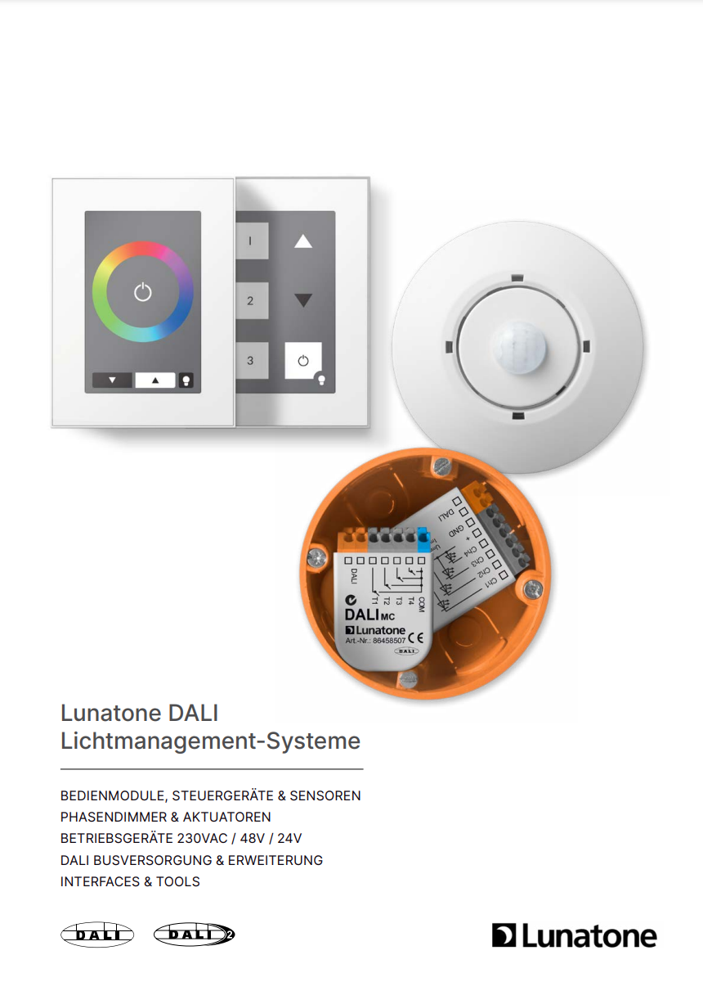 1
2
3
DALI
GND
+
Ch4
Ch3
Ch2
Ch1
DALI
T1
T2
T3
T4
COM
DALI MC
Lunatone
Art.-Nr.: 86458507 CE
DALI
Lunatone DALI
Lichtmanagement-Systeme
BEDIENMODULE, STEUERGERÄTE & SENSOREN
PHASENDIMMER & AKTUATOREN
BETRIEBSGERÄTE 230VAC / 48V / 24V
DALI BUSVERSORGUNG & ERWEITERUNG
INTERFACES & TOOLS
DALI DALI 2
Lunatone